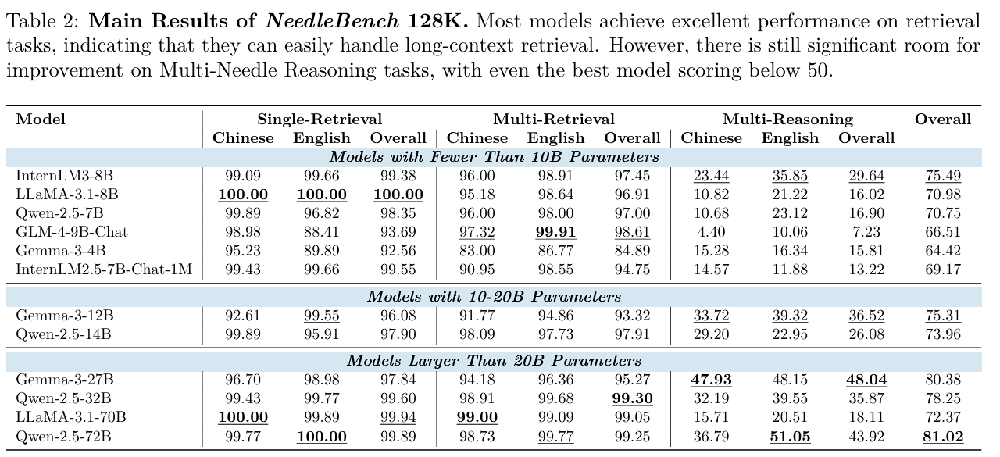 Table 2: Main Results of NeedleBench 128K. Most models achieve excellent performance on retrieval
tasks, indicating that they can easily handle long-context retrieval. However, there is still significant room for
improvement on Multi-Needle Reasoning tasks, with even the best model scoring below 50.
Model Single-Retrieval Multi-Retrieval Multi-Reasoning Overall
Chinese English Overall Chinese English Overall Chinese English Overall
Models with Fewer Than 10B Parameters
InternLM3-8B 99.09 99.66 99.38 96.00 98.91 97.45 23.44 35.85 29.64 75.49
LLaMA-3.1-8B 100.00 100.00 100.00 95.18 98.64 96.91 10.82 21.22 16.02 70.98
Qwen-2.5-7B 99.89 96.82 98.35 96.00 98.00 97.00 10.68 23.12 16.90 70.75
GLM-4-9B-Chat 98.98 88.41 93.69 97.32 99.91 98.61 4.40 10.06 7.23 66.51
Gemma-3-4B 95.23 89.89 92.56 83.00 86.77 84.89 15.28 16.34 15.81 64.42
InternLM2.5-7B-Chat-1M 99.43 99.66 99.55 90.95 98.55 94.75 14.57 11.88 13.22 69.17
Models with 10-20B Parameters
Gemma-3-12B 92.61 99.55 96.08 91.77 94.86 93.32 33.72 39.32 36.52 75.31
Qwen-2.5-14B 99.89 95.91 97.90 98.09 97.73 97.91 29.20 22.95 26.08 73.96
Models Larger Than 20B Parameters
Gemma-3-27B 96.70 98.98 97.84 94.18 96.36 95.27 47.93 48.15 48.04 80.38
Qwen-2.5-32B 99.43 99.77 99.60 98.91 99.68 99.30 32.19 39.55 35.87 78.25
LLaMA-3.1-70B 100.00 99.89 99.94 99.00 99.09 99.05 15.71 20.51 18.11 72.37
Qwen-2.5-72B 99.77 100.00 99.89 98.73 99.77 99.25 36.79 51.05 43.92 81.02